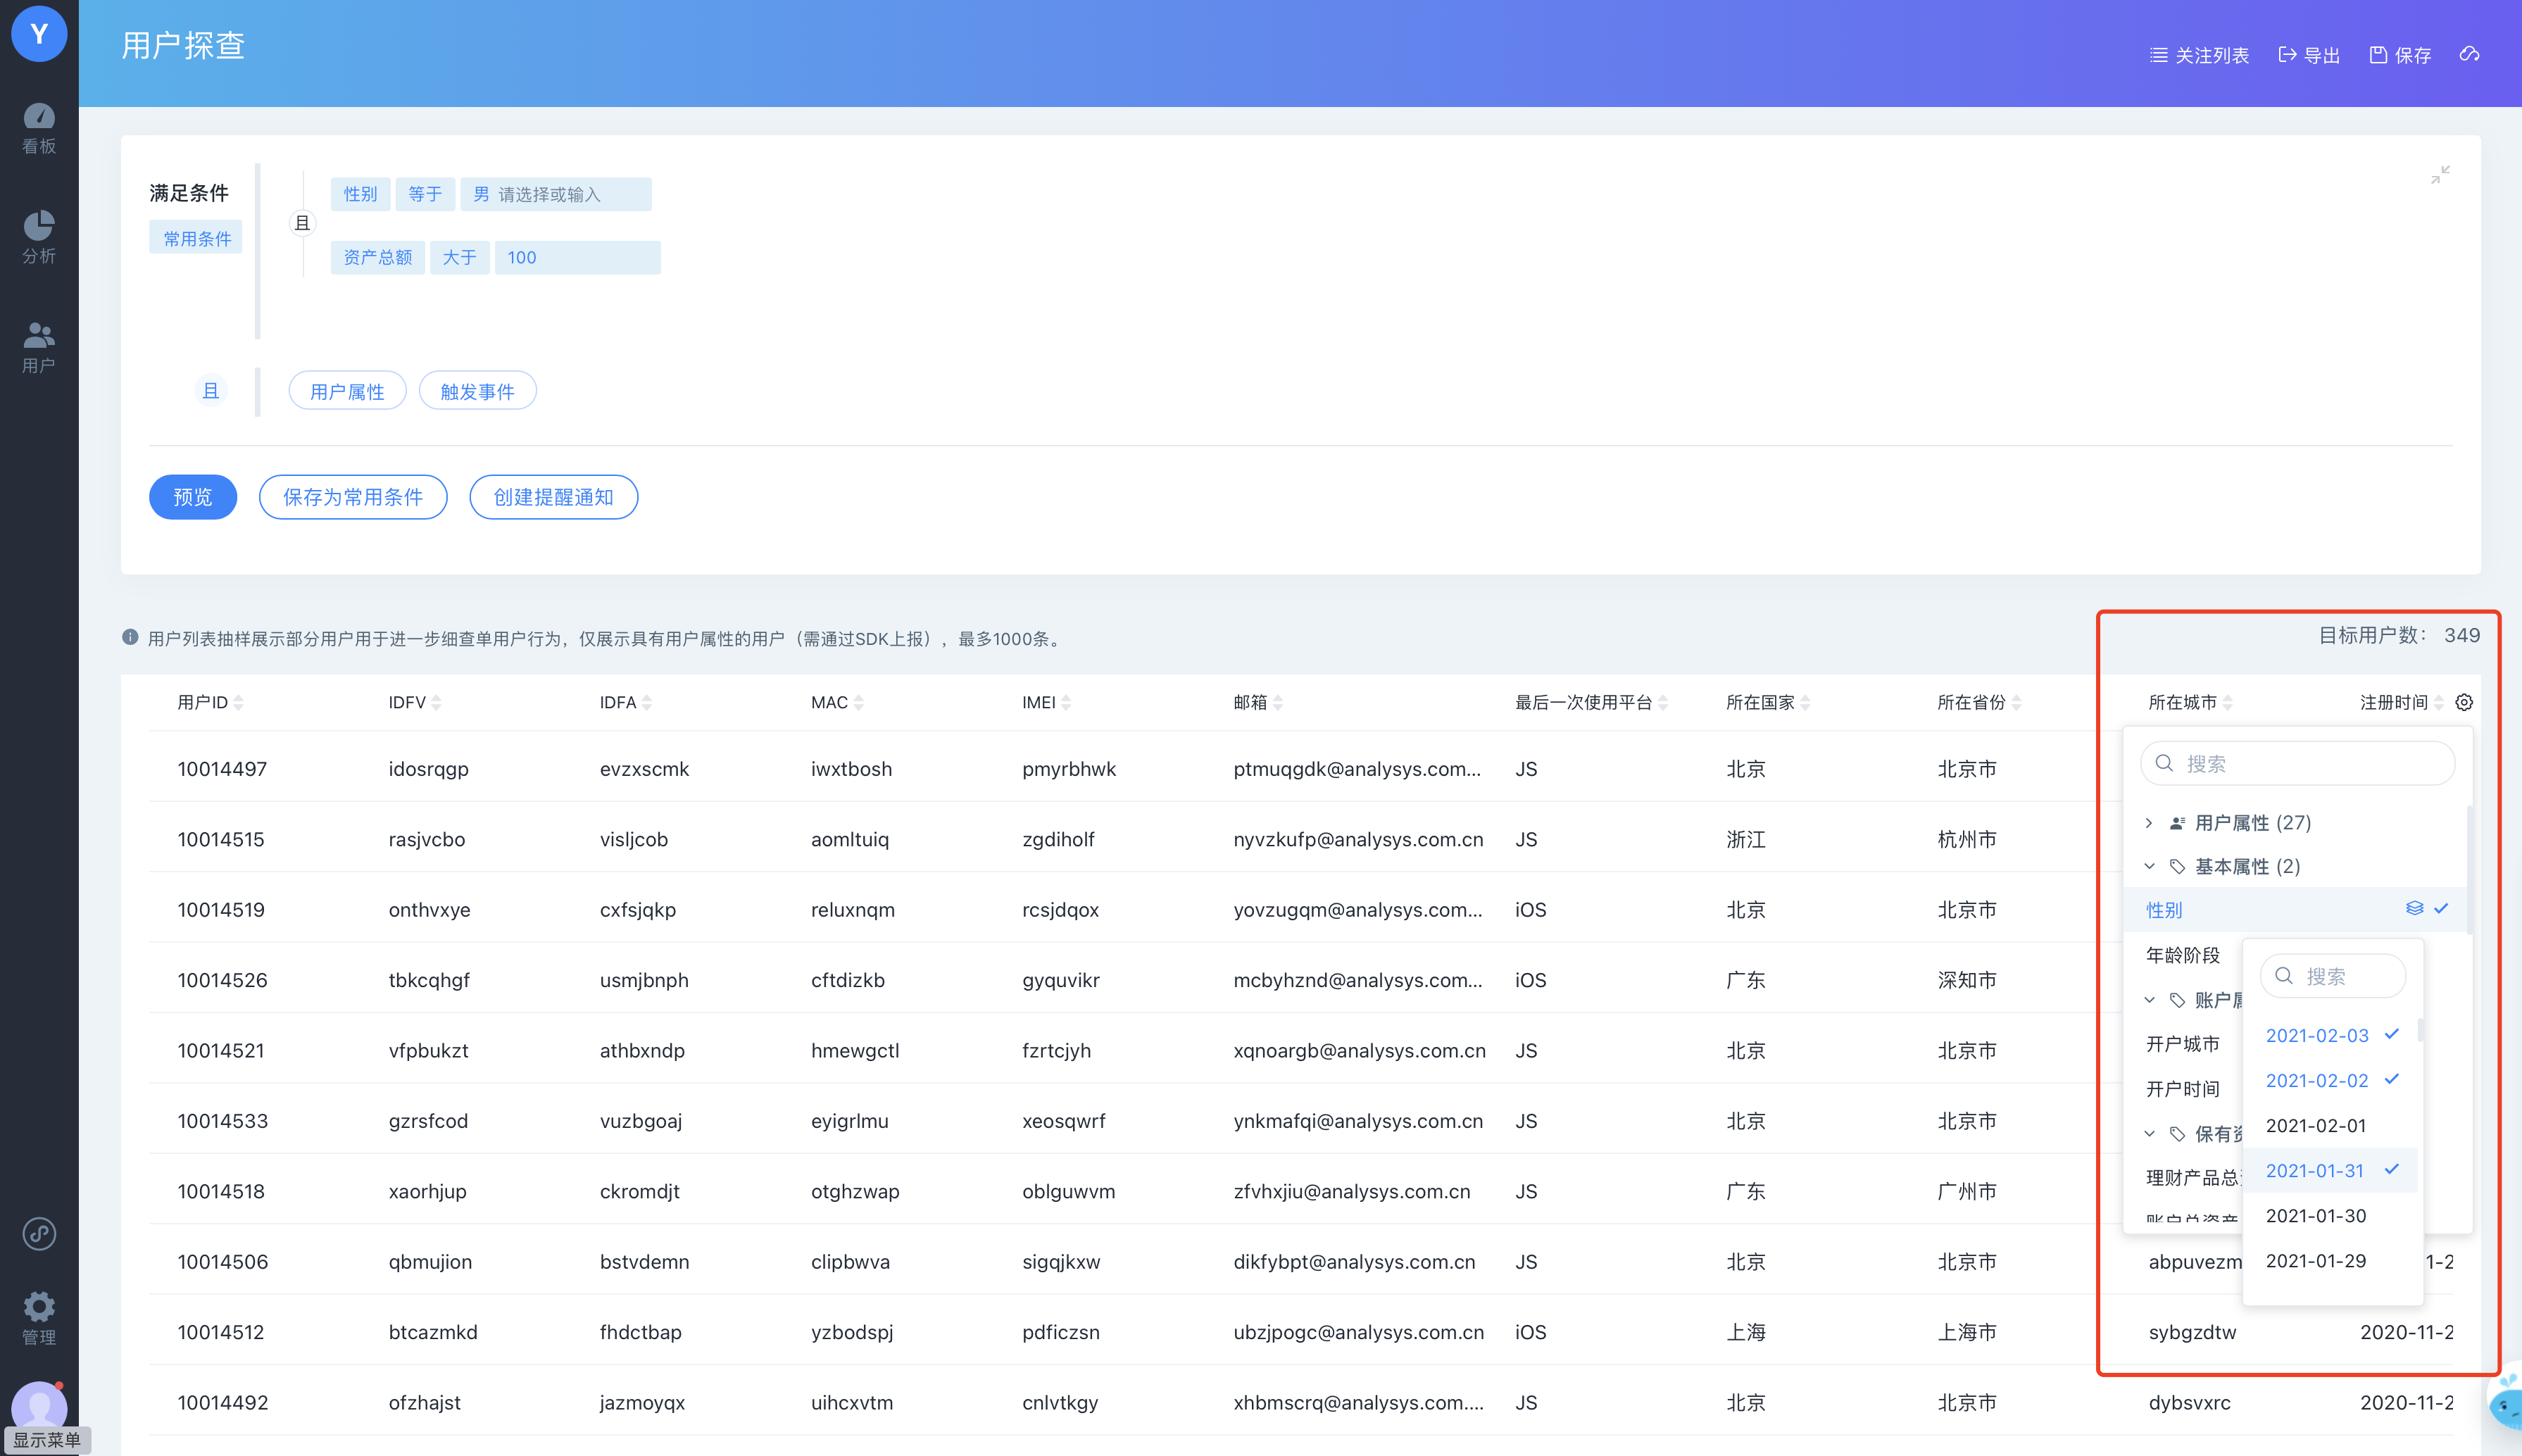 Y
用户探查
关注列表 导出 保存
看板
分析
用户
管理
显示菜单
满足条件
常用条件
且
性别 等于 男 请选择或输入
资产总额 大于 100
且 用户属性 触发事件
预览 保存为常用条件 创建提醒通知
用户列表抽样展示部分用户用于进一步细查单用户行为，仅展示具有用户属性的用户（需通过SDK上报），最多1000条。
目标用户数： 349
用户ID IDFV IDFA MAC IMEI 邮箱 最后一次使用平台 所在国家 所在省份 所在城市 注册时间
10014497 idosrqgp evzxscmk iwxtbosh pmyrbhwk ptmuqgdk@analysys.com... JS 北京 北京市
10014515 rasjvcbo visljcob aomltuiq zgdiholf nyvzkufp@analysys.com.cn JS 浙江 杭州市
10014519 onthvxye cxfsjqkp reluxnqm rcsjdqox yovzugqm@analysys.com... iOS 北京 北京市
10014526 tbkcqhgf usmjbnph cftdizkb gyquvikr mcbyhznd@analysys.com... iOS 广东 深知市
10014521 vfpbukzt athbxndp hmewgctl fzrtcjyh xqnoargb@analysys.com.cn JS 北京 北京市
10014533 gzrsfcod vuzbgoaj eyigrlmu xeosqwrf ynkmafqi@analysys.com.cn JS 北京 北京市
10014518 xaorhjup ckromdjt otghzwap oblguwvm zfvhxjiu@analysys.com.cn JS 广东 广州市
10014506 qbmujion bstvdemn clipbwva sigqjkxw dikfybpt@analysys.com.cn JS 北京 北京市 abpuvezm 1-2
10014512 btcazmkd fhdctbap yzbodspj pdficzsn ubzjpogc@analysys.com.cn iOS 上海 上海市 sybgzdtw 2020-11-2
10014492 ofzhajst jazmoyqx uihcxvtm cnlvtkgy xhbmscrq@analysys.com.... JS 北京 北京市 dybsvxrc 2020-11-2
搜索
用户属性 (27)
基本属性 (2)
性别
年龄阶段
账户
开户城市
开户时间
保有
理财产品总
账户总资产
搜索
2021-02-03
2021-02-02
2021-02-01
2021-01-31
2021-01-30
2021-01-29